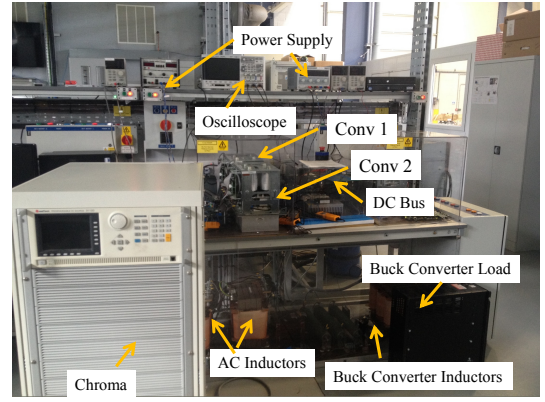 Power Supply
Oscilloscope
Conv 1
Conv 2
DC Bus
Buck Converter Load
AC Inductors
Buck Converter Inductors
Chroma